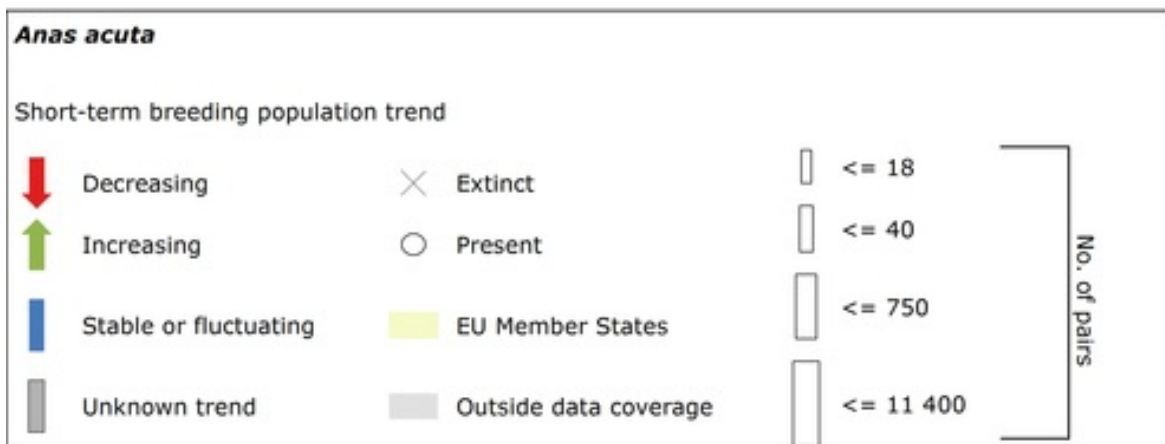 Anas acuta
Short-term breeding population trend
Decreasing
Extinct
<= 18
Increasing
Present
<= 40
Stable or fluctuating
EU Member States
<= 750
Unknown trend
Outside data coverage
<= 11 400
No. of pairs